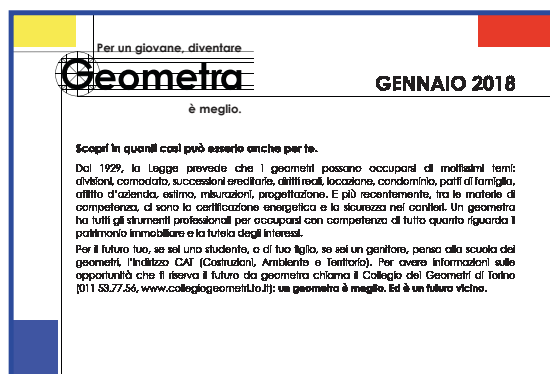 Per un giovane, diventare
Geometra
è meglio.
GENNAIO 2018
Scopri in quanti casi può esserlo anche per te.
Dal 1929, la Legge prevede che i geometri possano occuparsi di moltissimi temi:
divisioni, comodato, successioni ereditarie, diritti reali, locazione, condominio, patti di famiglia,
affitto d'azienda, estimo, misurazioni, progettazione. E più recentemente, tra le materie di
competenza, ci sono la certificazione energetica e la sicurezza nei cantieri. Un geometra
ha tutti gli strumenti professionali per occuparsi con competenza di tutto quanto riguarda il
patrimonio immobiliare e la tutela degli interessi.
Per il futuro tuo, se sei uno studente, o di tuo figlio, se sei un genitore, pensa alla scuola dei
geometri, l'indirizzo CAT (Costruzioni, Ambiente e Territorio). Per avere informazioni sulle
opportunità che ti riserva il futuro da geometra chiama il Collegio dei Geometri di Torino
(011 53.77.56, www.collegiogeometri.to.it): un geometra è meglio. Ed è un futuro vicino.